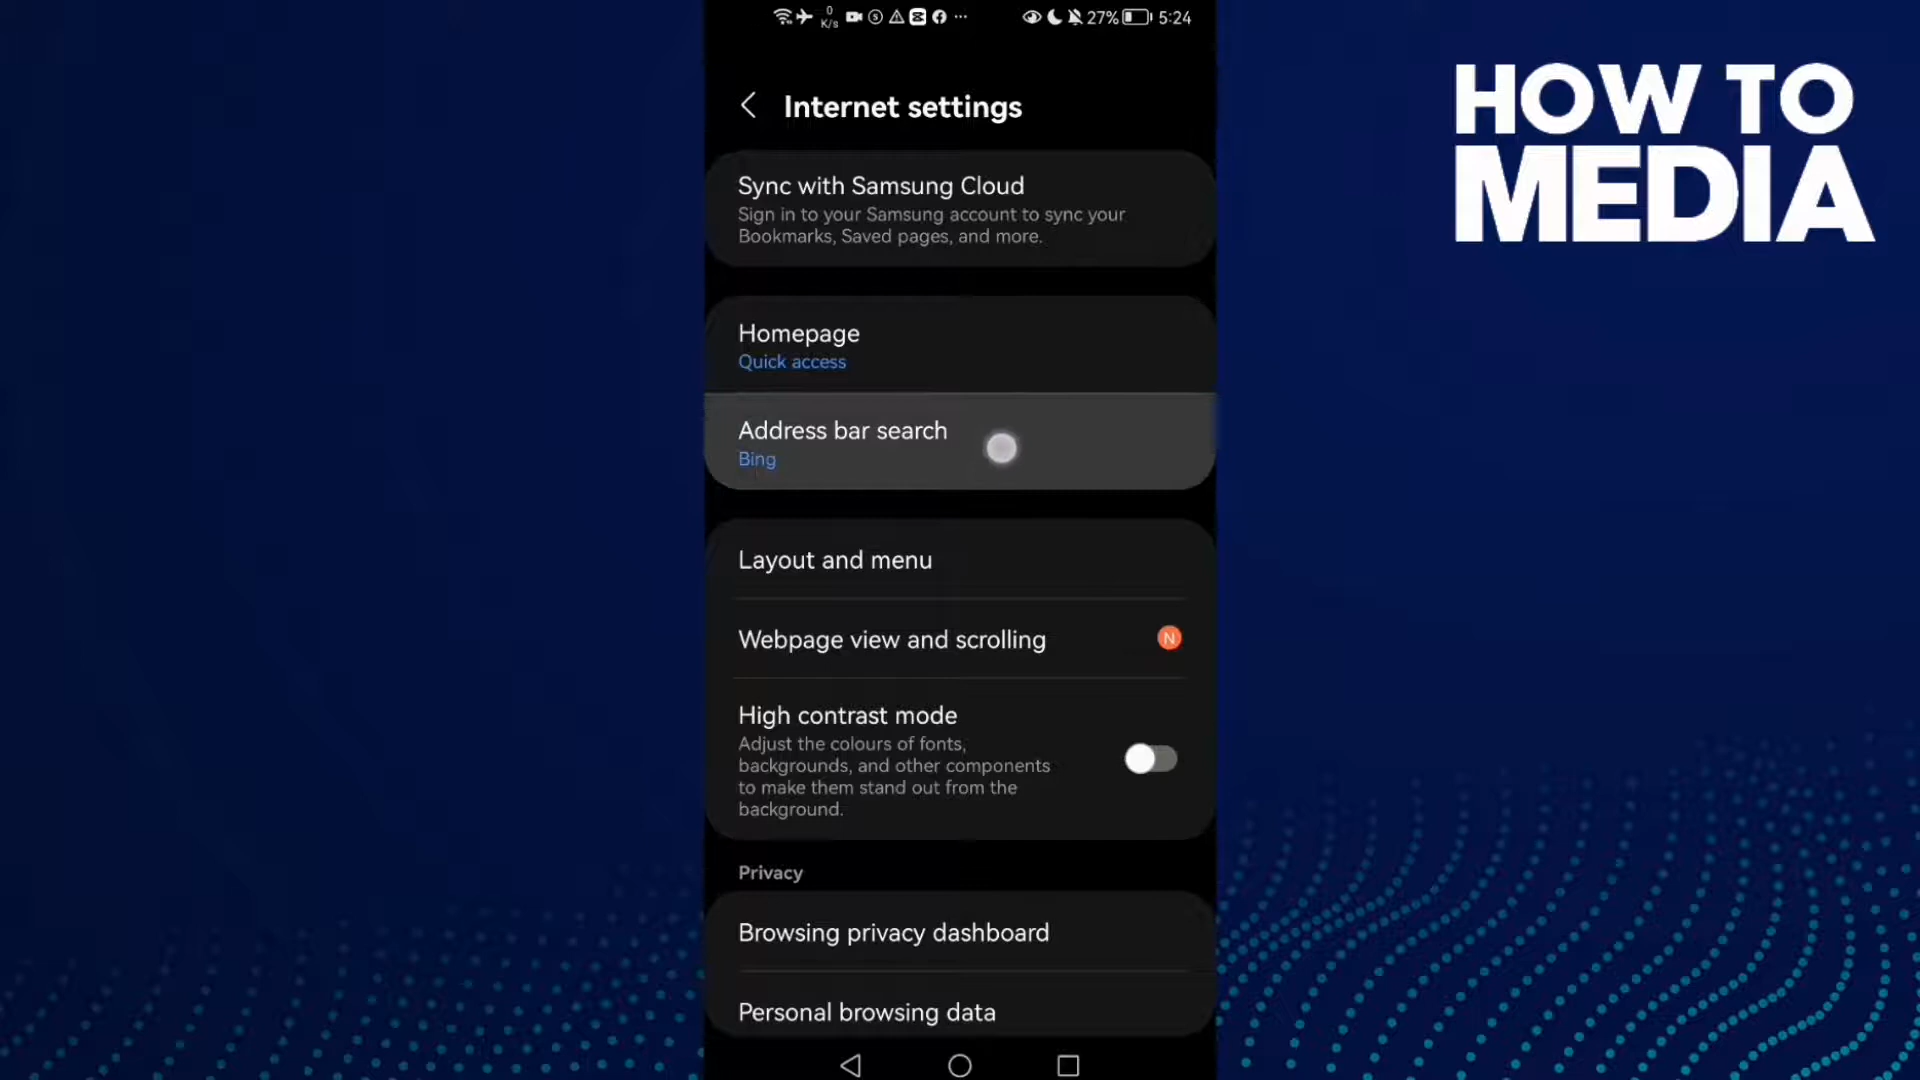 0
K/s
27%
5:24
Internet settings
HOW TO
MEDIA
Sync with Samsung Cloud
Sign in to your Samsung account to sync your
Bookmarks, Saved pages, and more.
Homepage
Quick access
Address bar search
Bing
Layout and menu
Webpage view and scrolling
N
High contrast mode
Adjust the colours of fonts,
backgrounds, and other components
to make them stand out from the
background.
Privacy
Browsing privacy dashboard
Personal browsing data